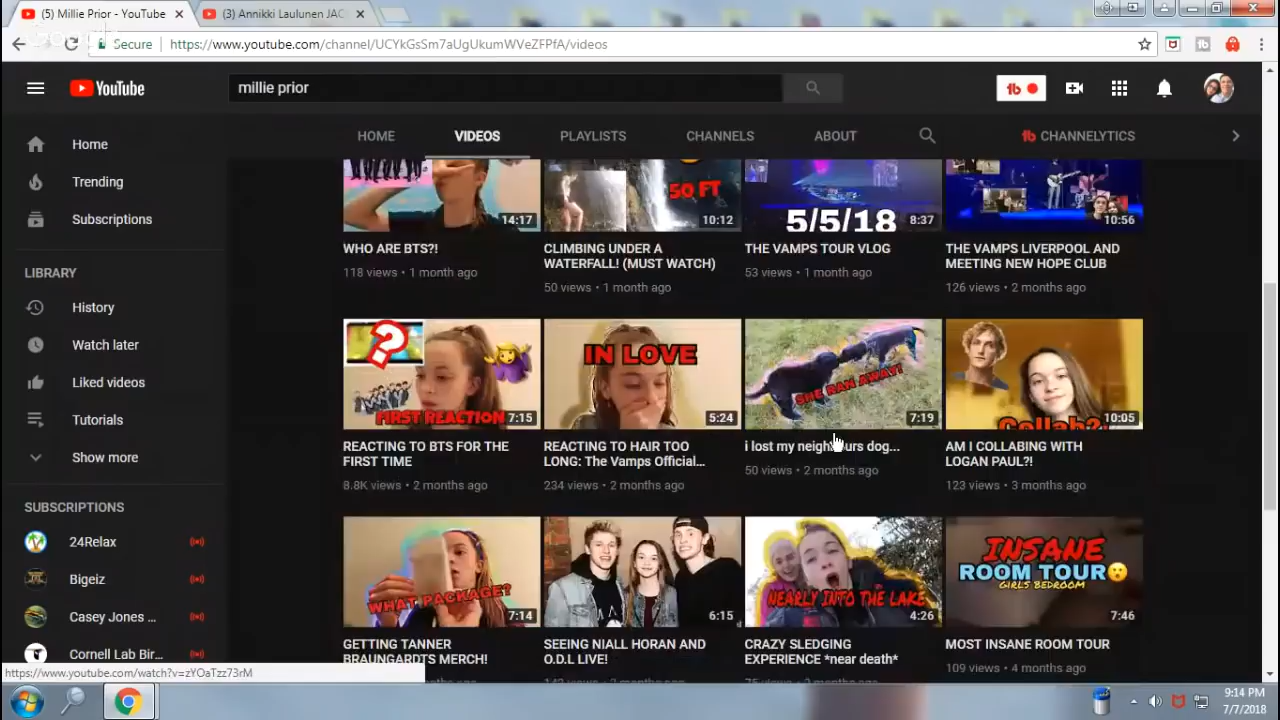 (5) Millie Prior - YouTube
(3) Annikki Laulunen JAC
Secure
https://www.youtube.com/channel/UCYkGsSm7aUgUkumWVeZFPfA/videos
YouTube
millie prior
HOME
VIDEOS
PLAYLISTS
CHANNELS
ABOUT
CHANNELYTICS
Home
Trending
Subscriptions
LIBRARY
History
Watch later
Liked videos
Tutorials
Show more
SUBSCRIPTIONS
24Relax
Bigeiz
Casey Jones ...
Cornell Lab Bir...
14:17
50 FT
10:12
5/5/18
8:37
10:56
WHO ARE BTS?!
118 views • 1 month ago
CLIMBING UNDER A
WATERFALL! (MUST WATCH)
50 views • 1 month ago
THE VAMPS TOUR VLOG
53 views • 1 month ago
THE VAMPS LIVERPOOL AND
MEETING NEW HOPE CLUB
126 views • 2 months ago
?
FIRST REACTION
7:15
IN LOVE
5:24
SHE RAN AWAY!
7:19
Collab?
10:05
REACTING TO BTS FOR THE
FIRST TIME
8.8K views • 2 months ago
REACTING TO HAIR TOO
LONG: The Vamps Official...
234 views • 2 months ago
i lost my neighbours dog...
50 views • 2 months ago
AM I COLLABING WITH
LOGAN PAUL?!
123 views • 3 months ago
WHAT PACKAGE?
7:14
6:15
NEARLY INTO THE LAKE
4:26
INSANE
ROOM TOUR
GIRLS BEDROOM
7:46
GETTING TANNER
BRAUNGARDTS MERCH!
SEEING NIALL HORAN AND
O.D.L LIVE!
CRAZY SLEDGING
EXPERIENCE *near death*
MOST INSANE ROOM TOUR
109 views • 4 months ago
https://www.youtube.com/watch?v=zYOaTzz73rM
9:14 PM
7/7/2018